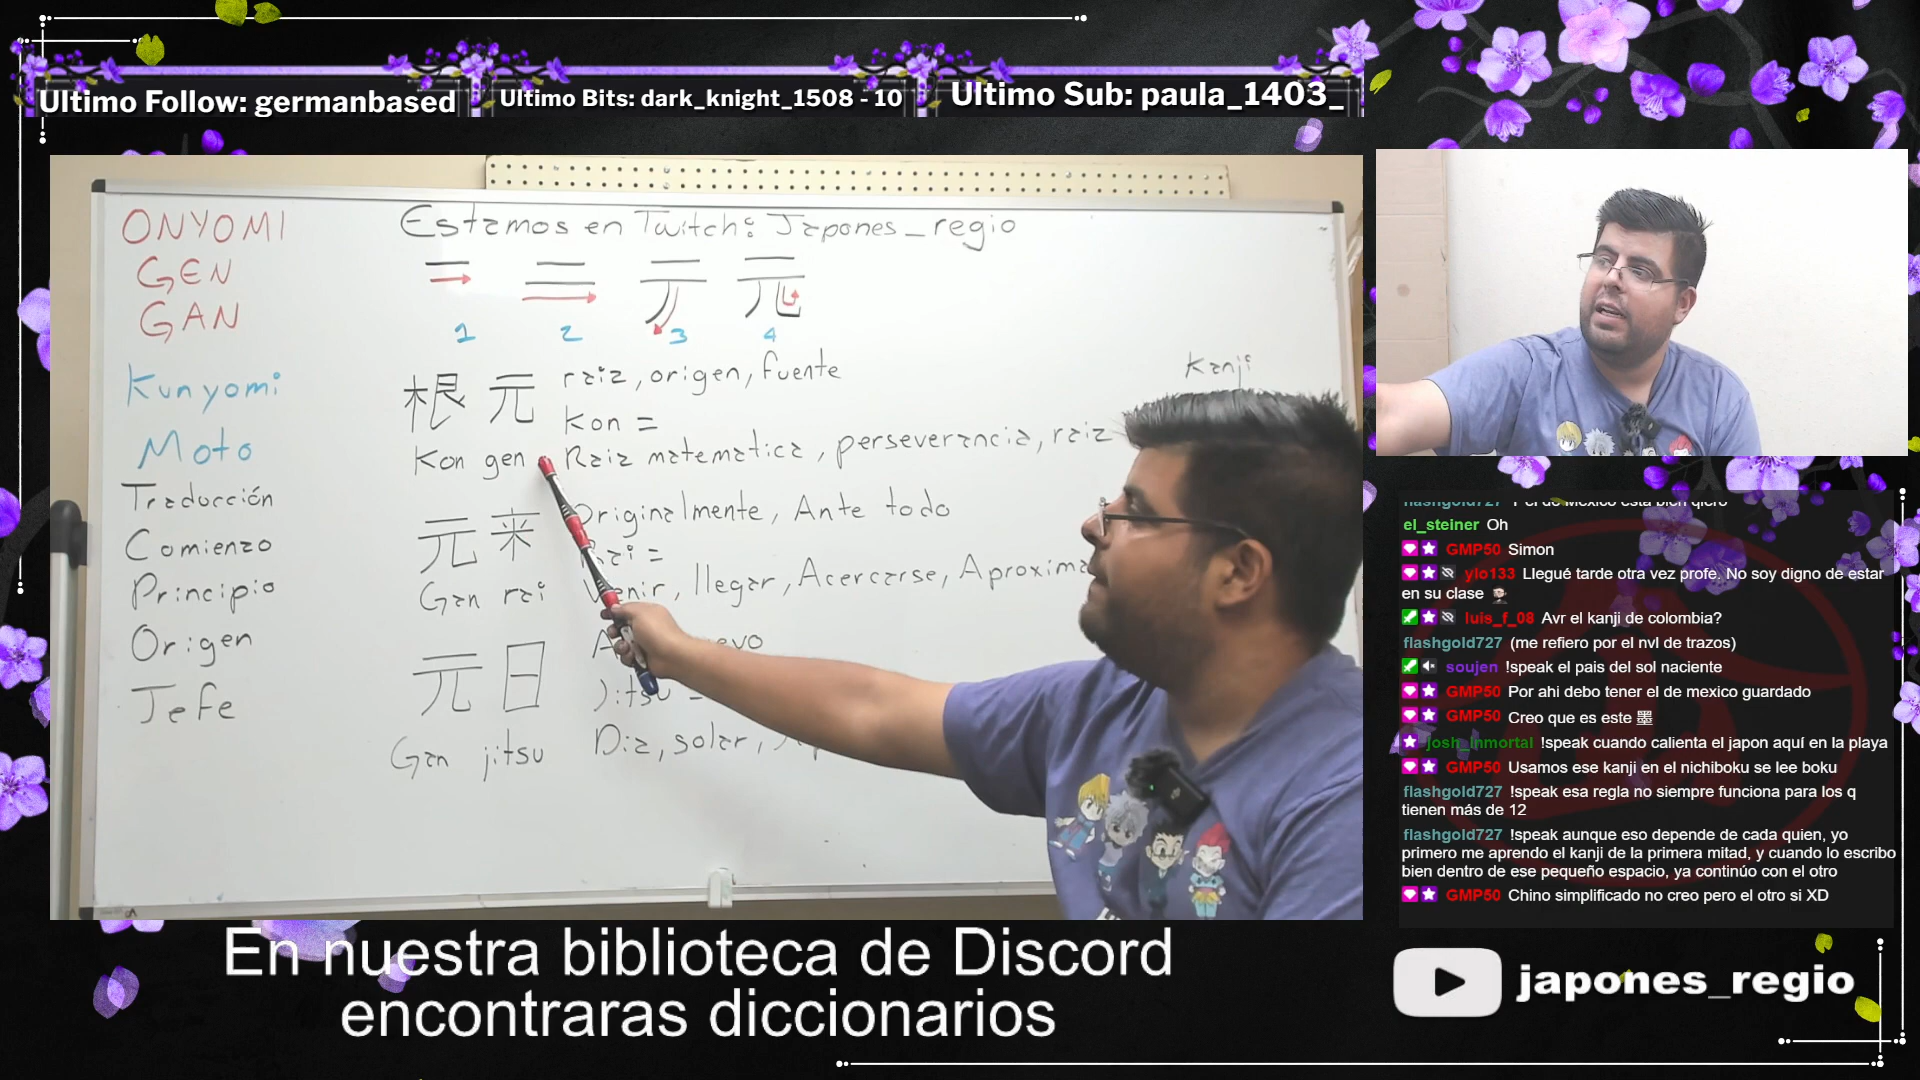 Ultimo Follow: germanbased
Ultimo Bits: dark_knight_1508 - 10
Ultimo Sub: paula_1403_
ONYOMI
GEN
GAN
Kunyomi
Moto
Traducción
Comienzo
Principio
Origen
Jefe
Estamos en Twitch: Japones_regio
1 2 3 4
元
根元 raiz, origen, fuente
Kon =
Kon gen Raiz matematica, perseverancia, raiz
元来 Originalmente, Ante todo
Rai =
Gan rai Venir, llegar, Acercarse,
元日
Jitsu =
Gan jitsu Dia, solar,
Kanji
el_steiner Oh
GMP50 Simon
ylo133 Llegué tarde otra vez profe. No soy digno de estar
en su clase
luis_f_08 Avr el kanji de colombia?
flashgold727 (me refiero por el nvl de trazos)
soujen !speak el pais del sol naciente
GMP50 Por ahi debo tener el de mexico guardado
GMP50 Creo que es este 墨
josh_inmortal !speak cuando calienta el japon aquí en la playa
GMP50 Usamos ese kanji en el nichiboku se lee boku
flashgold727 !speak esa regla no siempre funciona para los q
tienen más de 12
flashgold727 !speak aunque eso depende de cada quien, yo
primero me aprendo el kanji de la primera mitad, y cuando lo escribo
bien dentro de ese pequeño espacio, ya continúo con el otro
GMP50 Chino simplificado no creo pero el otro si XD
En nuestra biblioteca de Discord
encontraras diccionarios
japones_regio